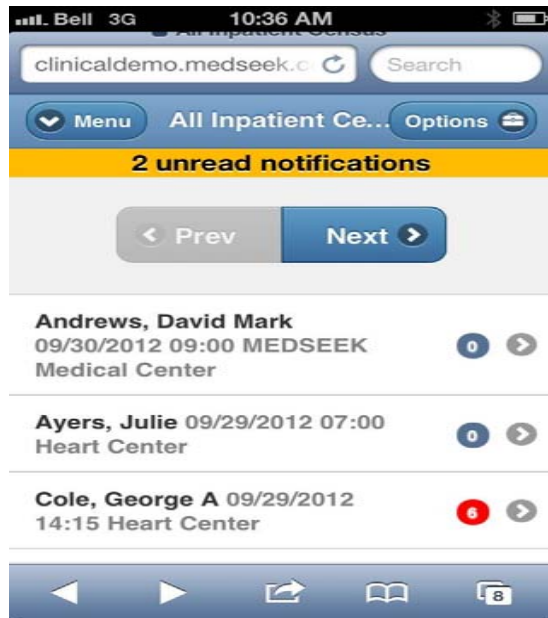 Bell 3G 10:36 AM
All Inpatient Census
clinicaldemo.medseek.c Search
Menu All Inpatient Ce... Options
2 unread notifications
Prev Next
Andrews, David Mark
09/30/2012 09:00 MEDSEEK
Medical Center
0
Ayers, Julie 09/29/2012 07:00
Heart Center
0
Cole, George A 09/29/2012
14:15 Heart Center
6
8